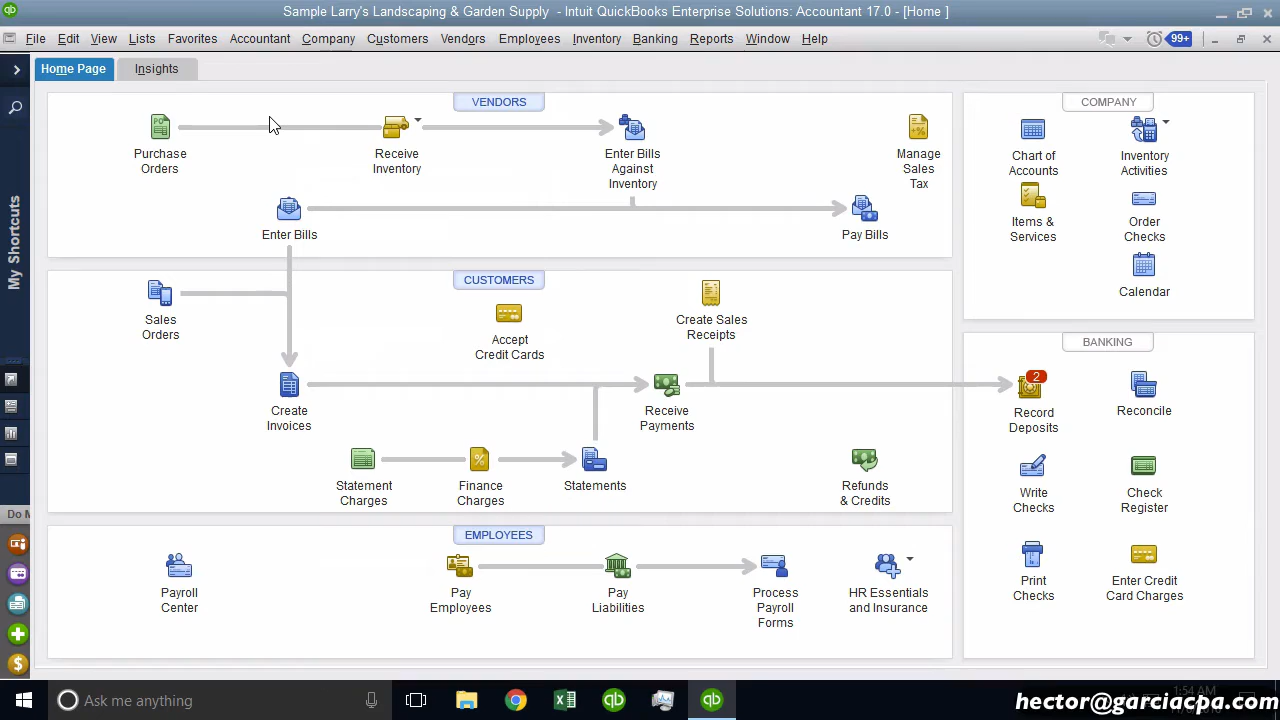 Sample Larry's Landscaping & Garden Supply - Intuit QuickBooks Enterprise Solutions: Accountant 17.0 - [Home ]
File Edit View Lists Favorites Accountant Company Customers Vendors Employees Inventory Banking Reports Window Help 99+
Home Page Insights
My Shortcuts
Do M
VENDORS
Purchase
Orders
Receive
Inventory
Enter Bills
Against
Inventory
Manage
Sales
Tax
Enter Bills
Pay Bills
CUSTOMERS
Sales
Orders
Accept
Credit Cards
Create Sales
Receipts
Create
Invoices
Receive
Payments
Statement
Charges
Finance
Charges
Statements
Refunds
& Credits
EMPLOYEES
Payroll
Center
Pay
Employees
Pay
Liabilities
Process
Payroll
Forms
HR Essentials
and Insurance
COMPANY
Chart of
Accounts
Inventory
Activities
Items &
Services
Order
Checks
Calendar
BANKING
2
Record
Deposits
Reconcile
Write
Checks
Check
Register
Print
Checks
Enter Credit
Card Charges
Ask me anything
1:54 AM
hector@garciacpa.com